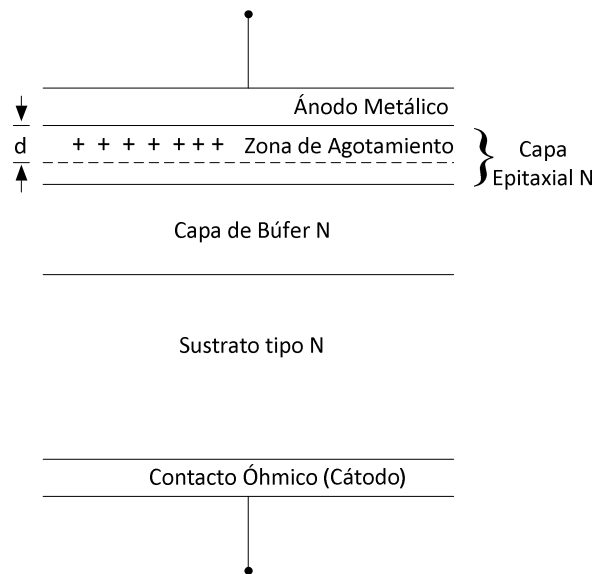 Ánodo Metálico
d
+ + + + + + +
Zona de Agotamiento
Capa
Epitaxial N
Capa de Búfer N
Sustrato tipo N
Contacto Óhmico (Cátodo)